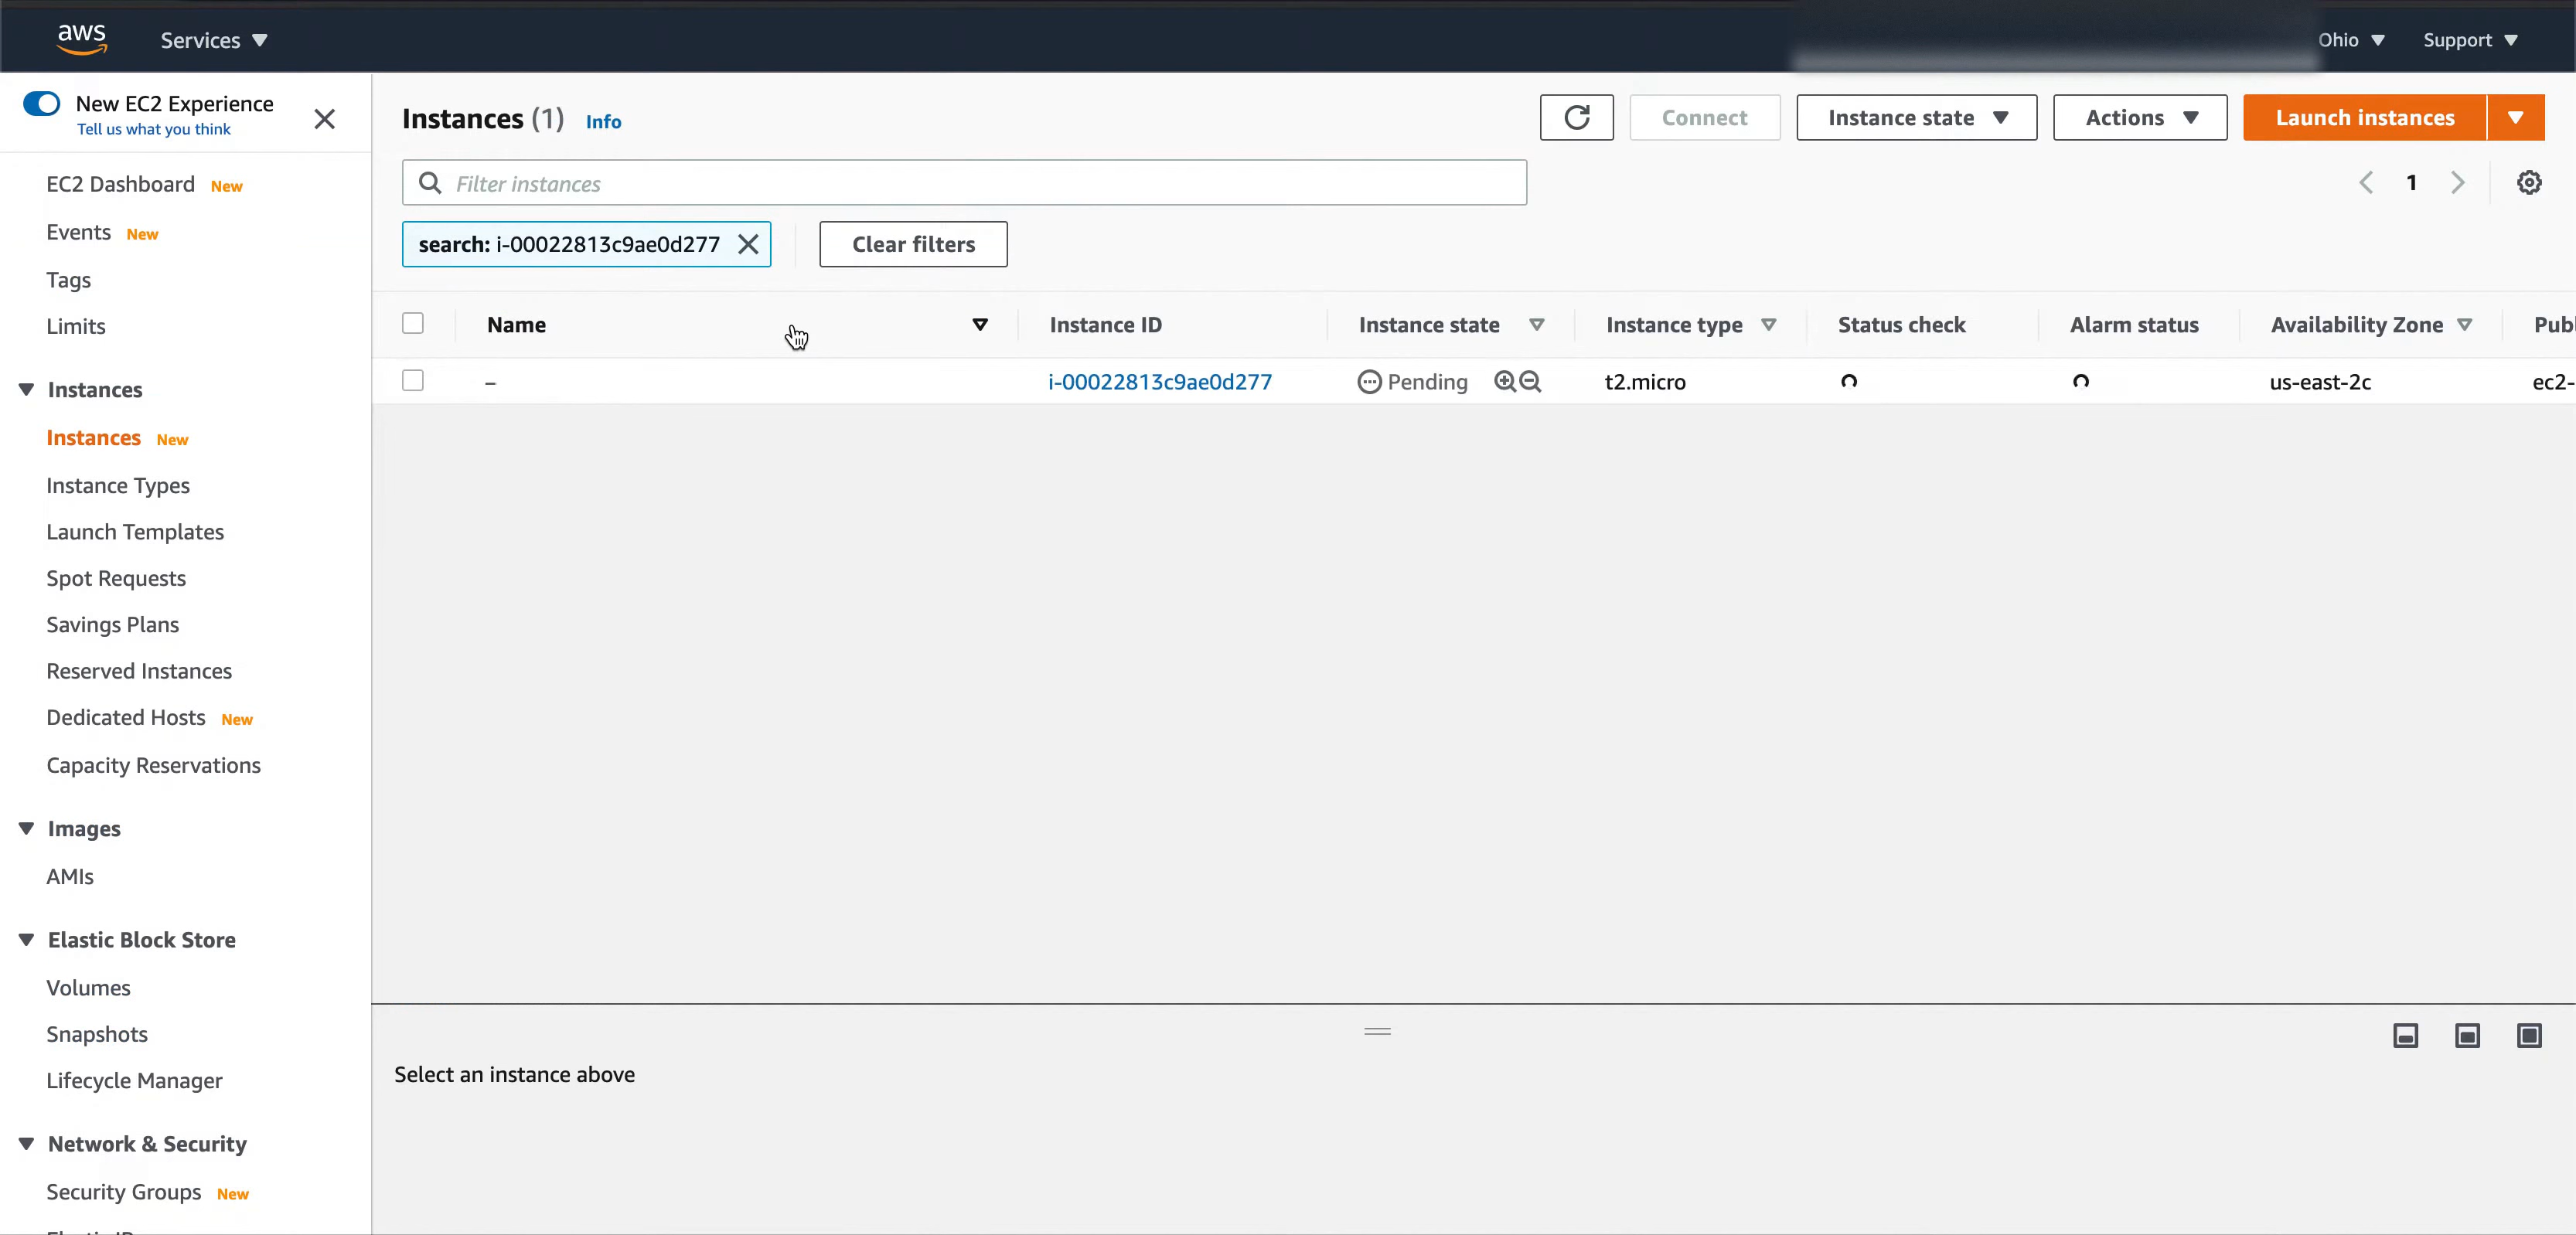 aws Services Ohio Support
New EC2 Experience
Tell us what you think
EC2 Dashboard New
Events New
Tags
Limits
Instances
Instances New
Instance Types
Launch Templates
Spot Requests
Savings Plans
Reserved Instances
Dedicated Hosts New
Capacity Reservations
Images
AMIs
Elastic Block Store
Volumes
Snapshots
Lifecycle Manager
Network & Security
Security Groups New
Instances (1) Info Connect Instance state Actions Launch instances
Filter instances 1
search: i-00022813c9ae0d277 Clear filters
Name Instance ID Instance state Instance type Status check Alarm status Availability Zone Publ
– i-00022813c9ae0d277 Pending t2.micro us-east-2c ec2-
Select an instance above